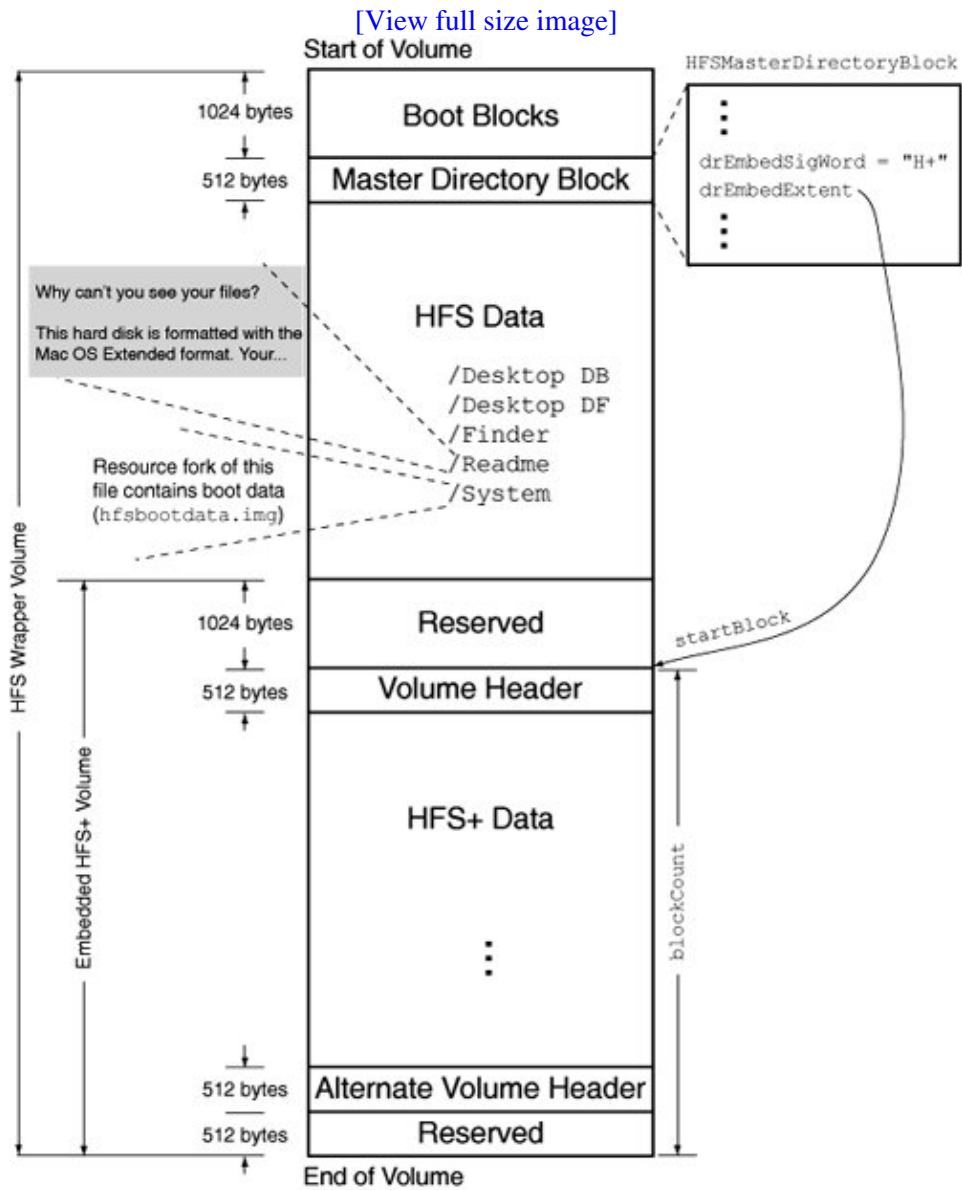 [View full size image]
Start of Volume
HFSMasterDirectoryBlock
1024 bytes
Boot Blocks
drEmbedSigWord = "H+"
drEmbedExtent
512 bytes
Master Directory Block
Why can't you see your files?
This hard disk is formatted with the
Mac OS Extended format. Your...
HFS Data
/Desktop DB
/Desktop DF
/Finder
/Readme
/System
Resource fork of this
file contains boot data
(hfsbootdata.img)
HFS Wrapper Volume
1024 bytes
Reserved
startBlock
512 bytes
Volume Header
Embedded HFS+ Volume
HFS+ Data
blockCount
512 bytes
Alternate Volume Header
512 bytes
Reserved
End of Volume